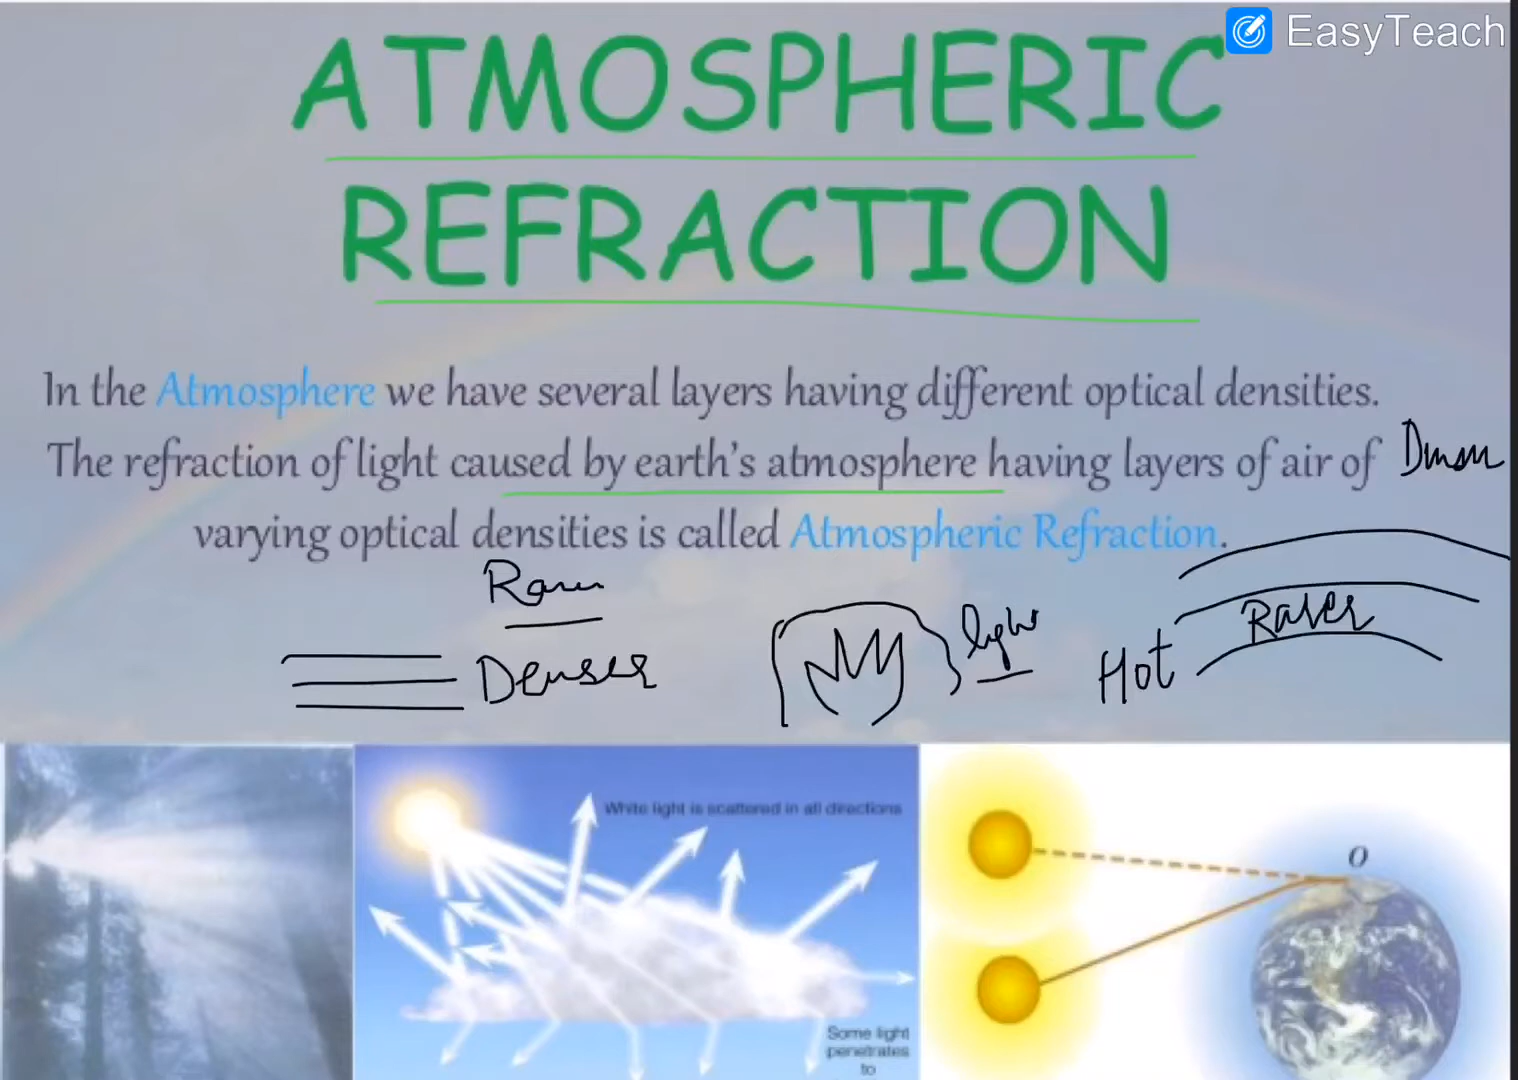 EasyTeach
ATMOSPHERIC
REFRACTION
In the Atmosphere we have several layers having different optical densities.
The refraction of light caused by earth's atmosphere having layers of air of
varying optical densities is called Atmospheric Refraction.
Denser
light
Hot
Rarer
White light is scattered in all directions
O
Some light
penetrates
to